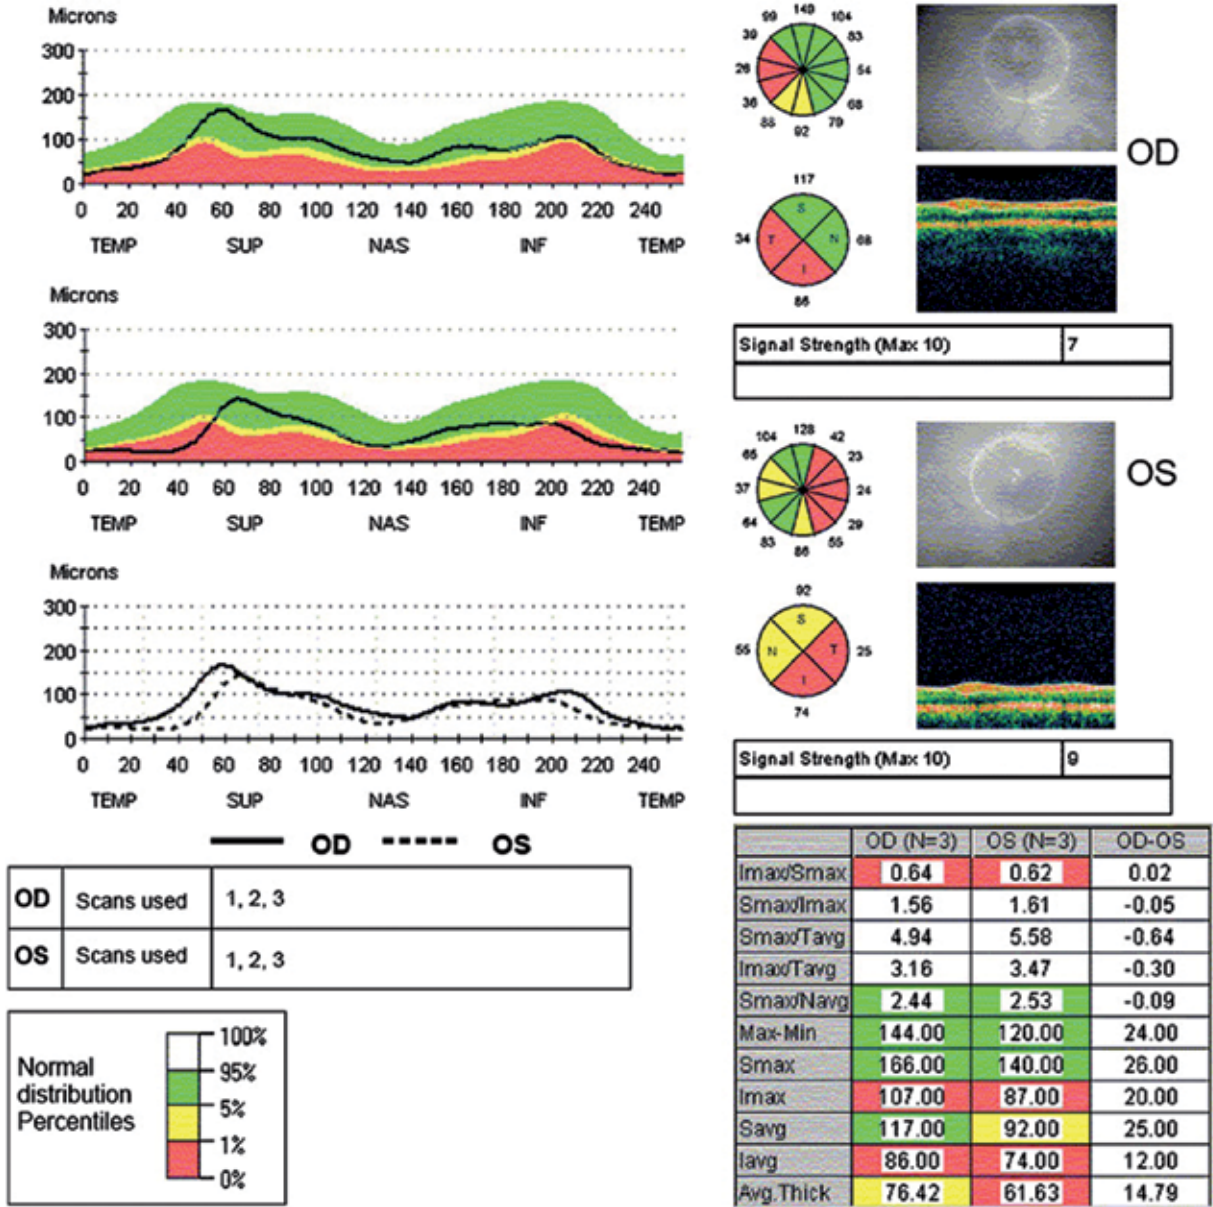 Microns
300
200
100
0
0 20 40 60 80 100 120 140 160 180 200 220 240
TEMP SUP NAS INF TEMP
149
99 104
39 83
26 54
36 68
88 79
92
117
S
34 T N 68
I
86
OD
Signal Strength (Max 10) 7
Microns
300
200
100
0
0 20 40 60 80 100 120 140 160 180 200 220 240
TEMP SUP NAS INF TEMP
128
104 42
65 23
37 24
64 29
83 55
86
92
S
55 N T 25
I
74
OS
Signal Strength (Max 10) 9
Microns
300
200
100
0
0 20 40 60 80 100 120 140 160 180 200 220 240
TEMP SUP NAS INF TEMP
OD OS
OD Scans used 1, 2, 3
OS Scans used 1, 2, 3
Normal
distribution
Percentiles
100%
95%
5%
1%
0%
OD (N=3) OS (N=3) OD-OS
Imax/Smax 0.64 0.62 0.02
Smax/Imax 1.56 1.61 -0.05
Smax/Tavg 4.94 5.58 -0.64
Imax/Tavg 3.16 3.47 -0.30
Smax/Navg 2.44 2.53 -0.09
Max-Min 144.00 120.00 24.00
Smax 166.00 140.00 26.00
Imax 107.00 87.00 20.00
Savg 117.00 92.00 25.00
Iavg 86.00 74.00 12.00
Avg.Thick 76.42 61.63 14.79